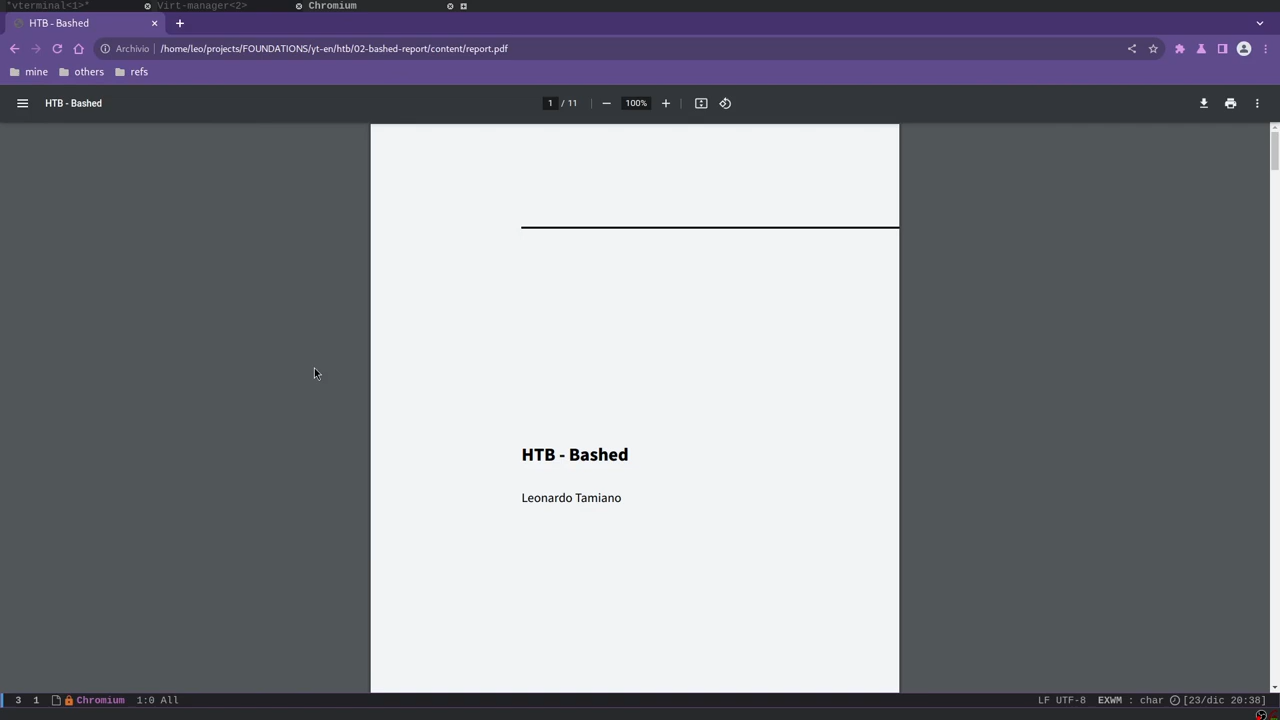 *vterminal<1>* Virt-manager<2> Chromium
HTB - Bashed
Archivio /home/leo/projects/FOUNDATIONS/yt-en/htb/02-bashed-report/content/report.pdf
mine others refs
HTB - Bashed 1 / 11 100%
HTB - Bashed
Leonardo Tamiano
3 1 Chromium 1:0 All LF UTF-8 EXWM : char [23/dic 20:38]